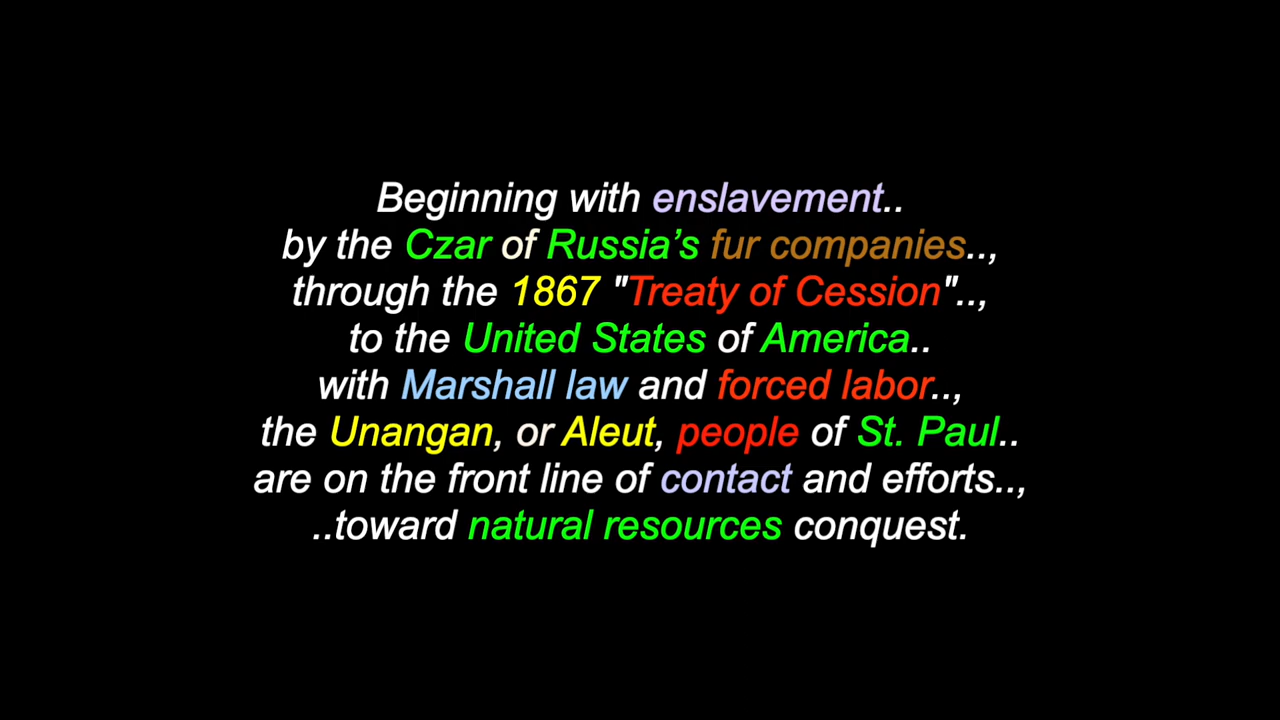 Beginning with enslavement..
by the Czar of Russia’s fur companies..,
through the 1867 "Treaty of Cession"..,
to the United States of America..
with Marshall law and forced labor..,
the Unangan, or Aleut, people of St. Paul..
are on the front line of contact and efforts..,
..toward natural resources conquest.